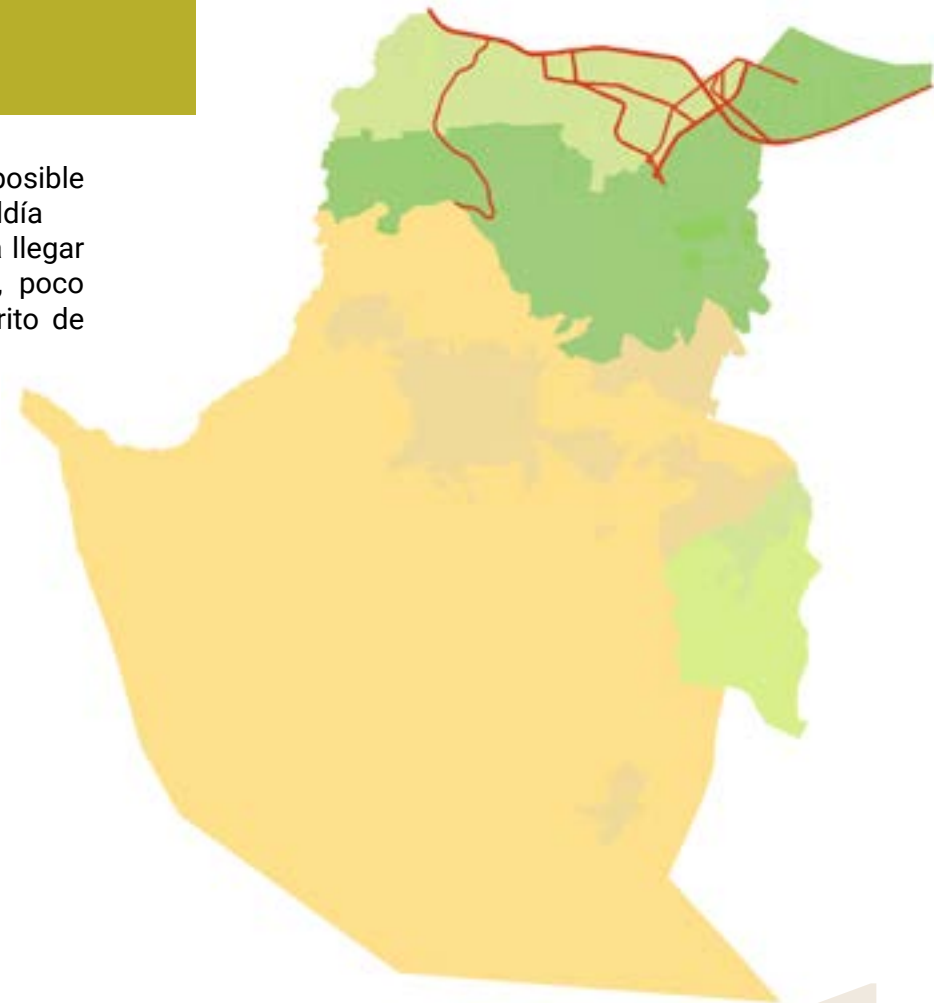 posible
ldía
llegar
, poco
rito de